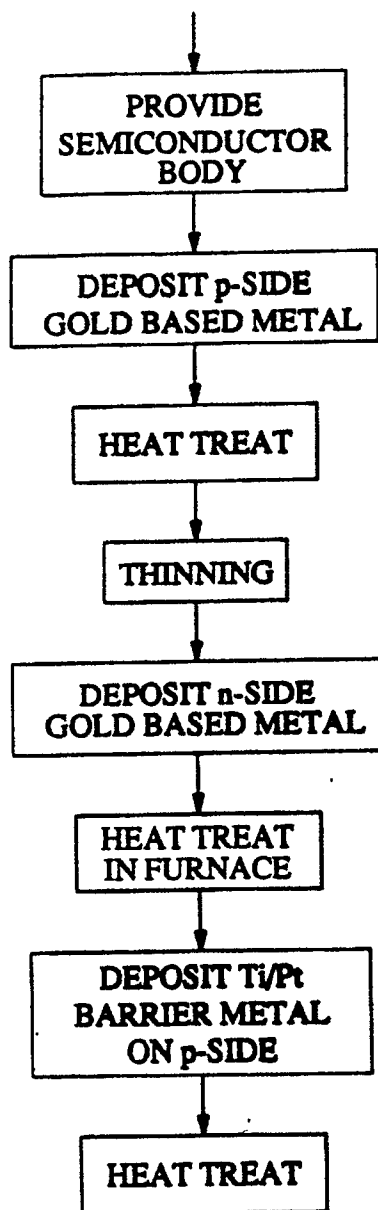 PROVIDE
SEMICONDUCTOR
BODY
DEPOSIT p-SIDE
GOLD BASED METAL
HEAT TREAT
THINNING
DEPOSIT n-SIDE
GOLD BASED METAL
HEAT TREAT
IN FURNACE
DEPOSIT Ti/Pt
BARRIER METAL
ON p-SIDE
HEAT TREAT